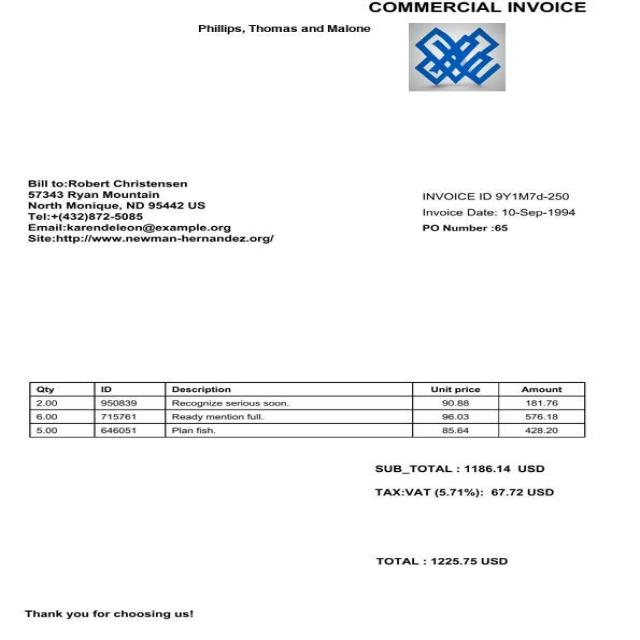 COMMERCIAL INVOICE
Phillips, Thomas and Malone
Bill to:Robert Christensen
57343 Ryan Mountain
North Monique, ND 95442 US
Tel:+(432)872-5085
Email:karendeleon@example.org
Site:http://www.newman-hernandez.org/
INVOICE ID 9Y1M7d-250
Invoice Date: 10-Sep-1994
PO Number :65
Qty ID Description Unit price Amount
2.00 950839 Recognize serious soon. 90.88 181.76
6.00 715761 Ready mention full. 96.03 576.18
5.00 646051 Plan fish. 85.64 428.20
SUB_TOTAL : 1186.14 USD
TAX:VAT (5.71%): 67.72 USD
TOTAL : 1225.75 USD
Thank you for choosing us!